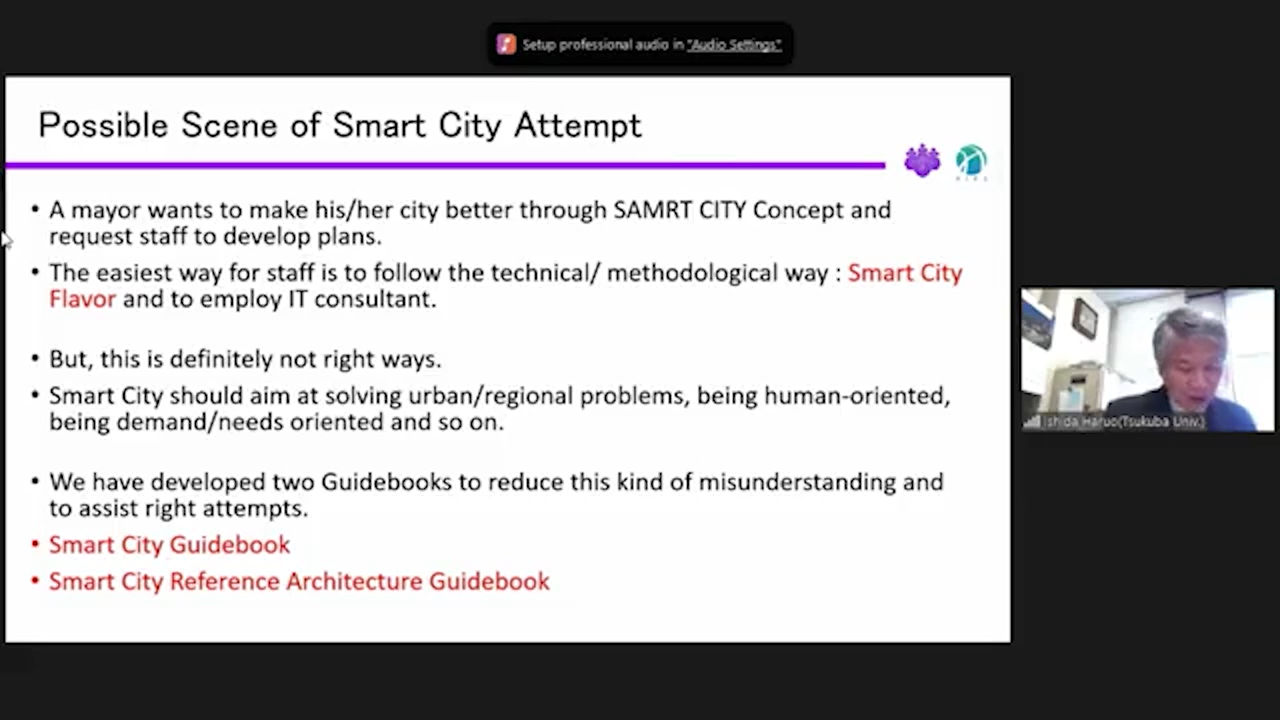 Setup professional audio in "Audio Settings"
Possible Scene of Smart City Attempt
• A mayor wants to make his/her city better through SAMRT CITY Concept and
request staff to develop plans.
• The easiest way for staff is to follow the technical/ methodological way : Smart City
Flavor and to employ IT consultant.
• But, this is definitely not right ways.
• Smart City should aim at solving urban/regional problems, being human-oriented,
being demand/needs oriented and so on.
• We have developed two Guidebooks to reduce this kind of misunderstanding and
to assist right attempts.
• Smart City Guidebook
• Smart City Reference Architecture Guidebook
Ishida Haruo(Tsukuba Univ.)